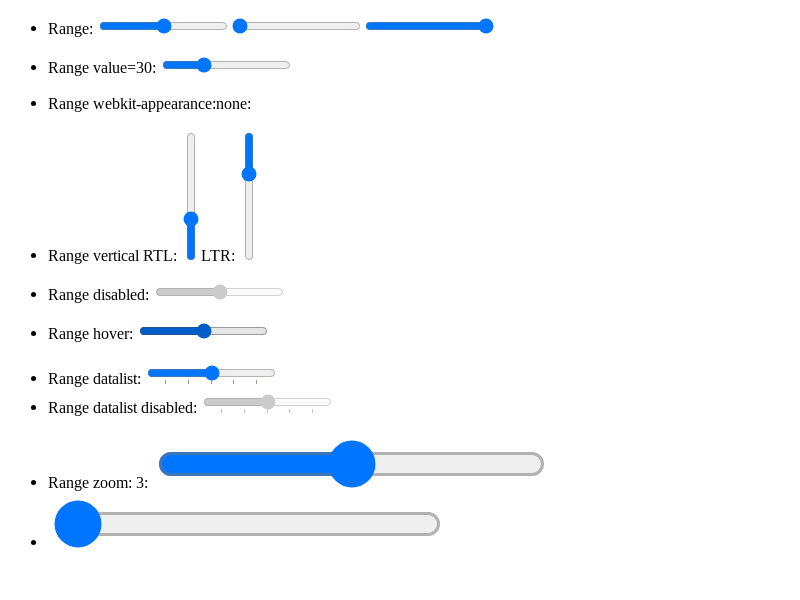 Range:
Range value=30:
Range webkit-appearance:none:
Range vertical RTL: LTR:
Range disabled:
Range hover:
Range datalist:
Range datalist disabled:
Range zoom: 3: